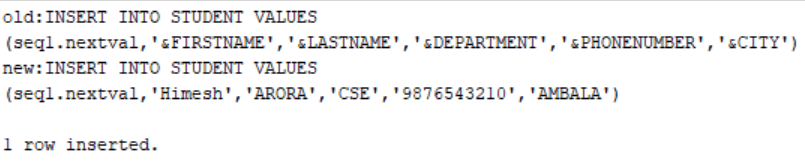 old:INSERT INTO STUDENT VALUES
(seq1.nextval,'&FIRSTNAME','&LASTNAME','&DEPARTMENT','&PHONENUMBER','&CITY')
new:INSERT INTO STUDENT VALUES
(seq1.nextval,'Himesh','ARORA','CSE','9876543210','AMBALA')
1 row inserted.